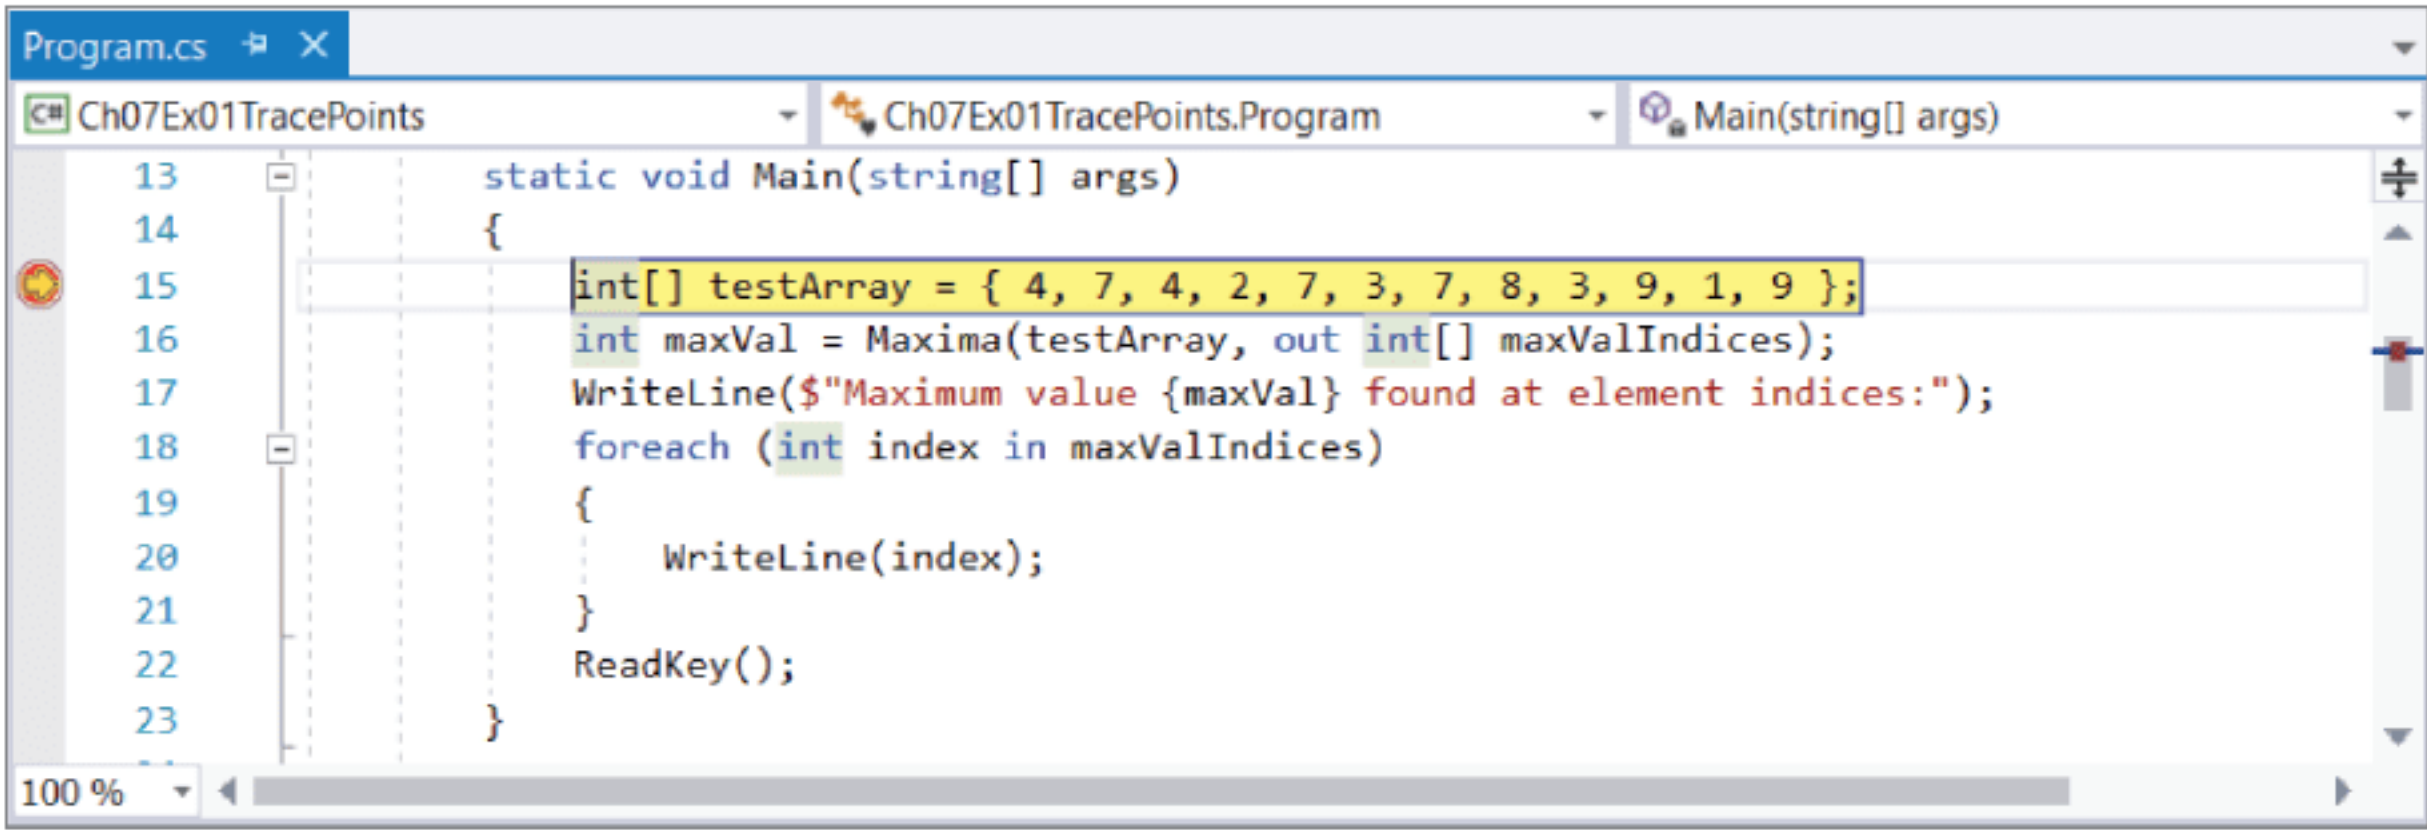 Program.cs
C# Ch07Ex01TracePoints Ch07Ex01TracePoints.Program Main(string[] args)
13 static void Main(string[] args)
14 {
15 int[] testArray = { 4, 7, 4, 2, 7, 3, 7, 8, 3, 9, 1, 9 };
16 int maxVal = Maxima(testArray, out int[] maxValIndices);
17 WriteLine($"Maximum value {maxVal} found at element indices:");
18 foreach (int index in maxValIndices)
19 {
20 WriteLine(index);
21 }
22 ReadKey();
23 }
100 %